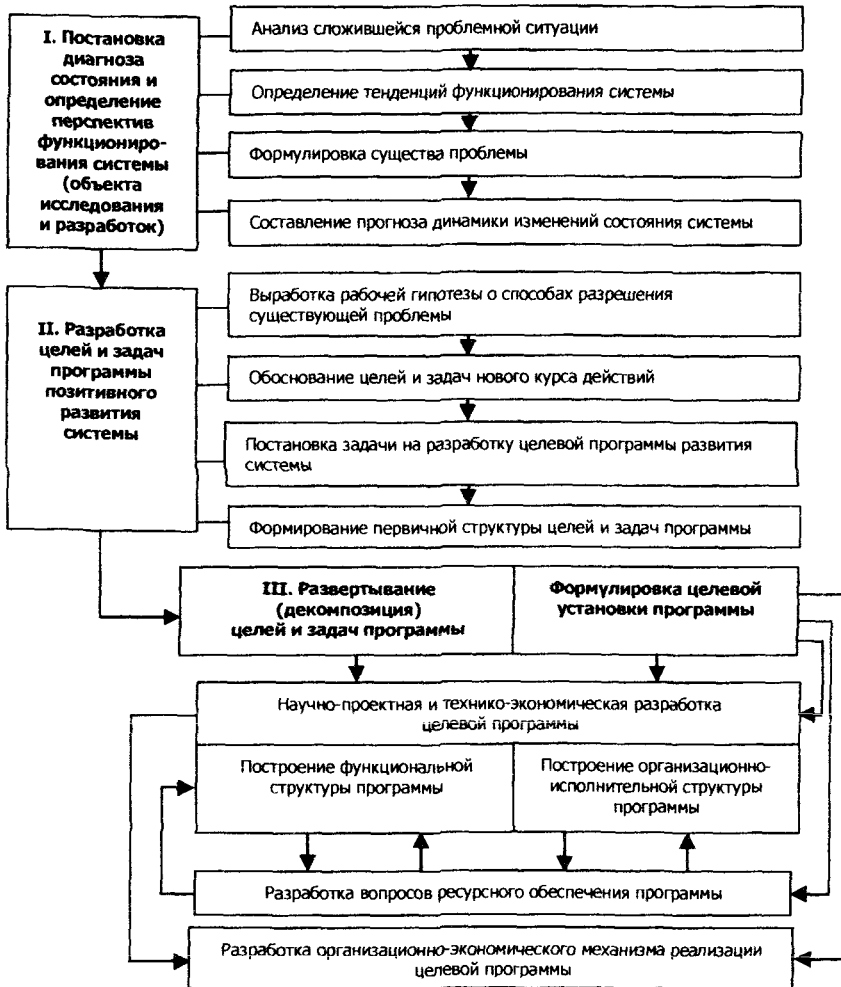 I. Постановка
диагноза
состояния и
определение
перспектив
функциониро-
вания системы
(объекта
исследования
и разработок)
Анализ сложившейся проблемной ситуации
Определение тенденций функционирования системы
Формулировка существа проблемы
Составление прогноза динамики изменений состояния системы
II. Разработка
целей и задач
программы
позитивного
развития
системы
Выработка рабочей гипотезы о способах разрешения
существующей проблемы
Обоснование целей и задач нового курса действий
Постановка задачи на разработку целевой программы развития
системы
Формирование первичной структуры целей и задач программы
III. Развертывание
(декомпозиция)
целей и задач программы
Формулировка целевой
установки программы
Научно-проектная и технико-экономическая разработка
целевой программы
Построение функциональной
структуры программы
Построение организационно-
исполнительной структуры
программы
Разработка вопросов ресурсного обеспечения программы
Разработка организационно-экономического механизма реализации
целевой программы